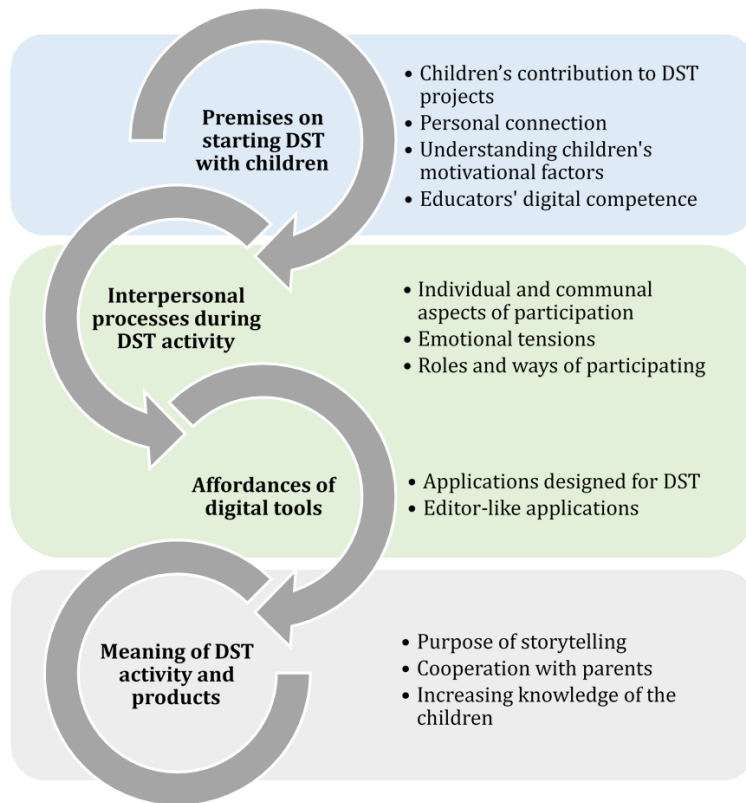 Premises on
starting DST
with children
• Children’s contribution to DST
projects
• Personal connection
• Understanding children's
motivational factors
• Educators' digital competence
Interpersonal
processes during
DST activity
• Individual and communal
aspects of participation
• Emotional tensions
• Roles and ways of participating
Affordances of
digital tools
• Applications designed for DST
• Editor-like applications
Meaning of DST
activity and
products
• Purpose of storytelling
• Cooperation with parents
• Increasing knowledge of the
children